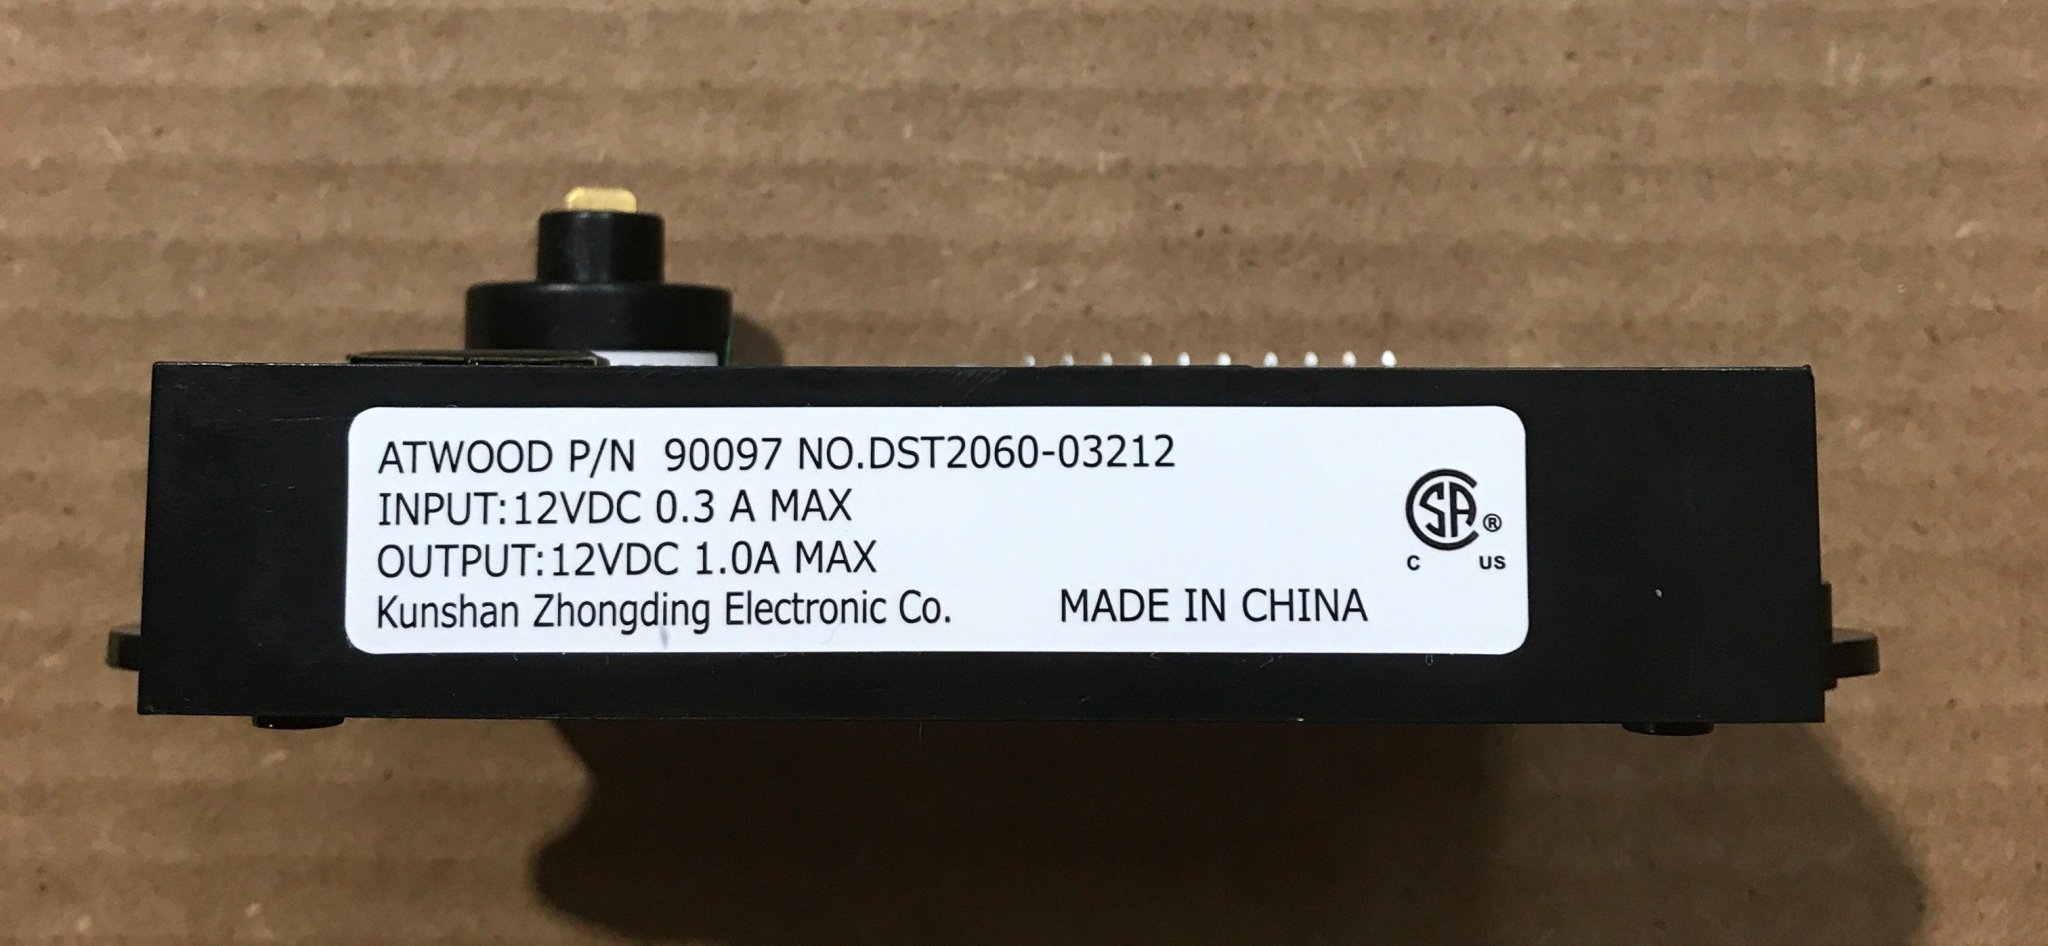 ATWOOD P/N 90097 NO.DST2060-03212
INPUT:12VDC 0.3 A MAX
OUTPUT:12VDC 1.0A MAX
Kunshan Zhongding Electronic Co. MADE IN CHINA
SA ®
C US